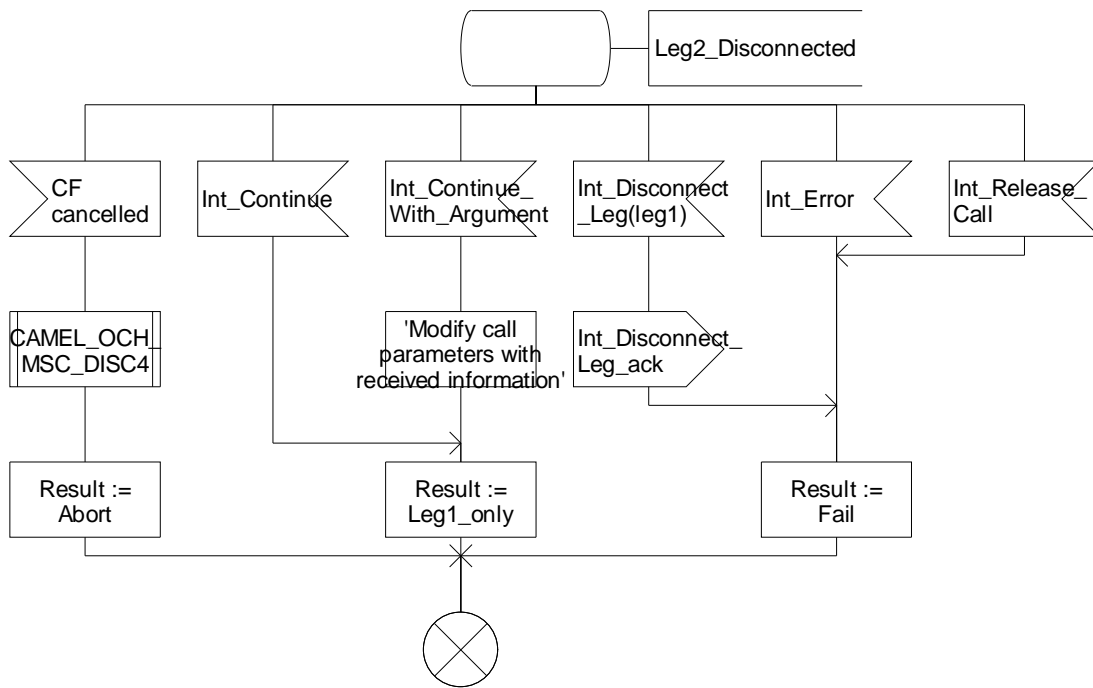 Leg2_Disconnected
CF
cancelled
Int_Continue
Int_Continue_
With_Argument
Int_Disconnect
_Leg(leg1)
Int_Error
Int_Release_
Call
CAMEL_OCH_
MSC_DISC4
'Modify call
parameters with
received information'
Int_Disconnect_
Leg_ack
Result :=
Abort
Result :=
Leg1_only
Result :=
Fail